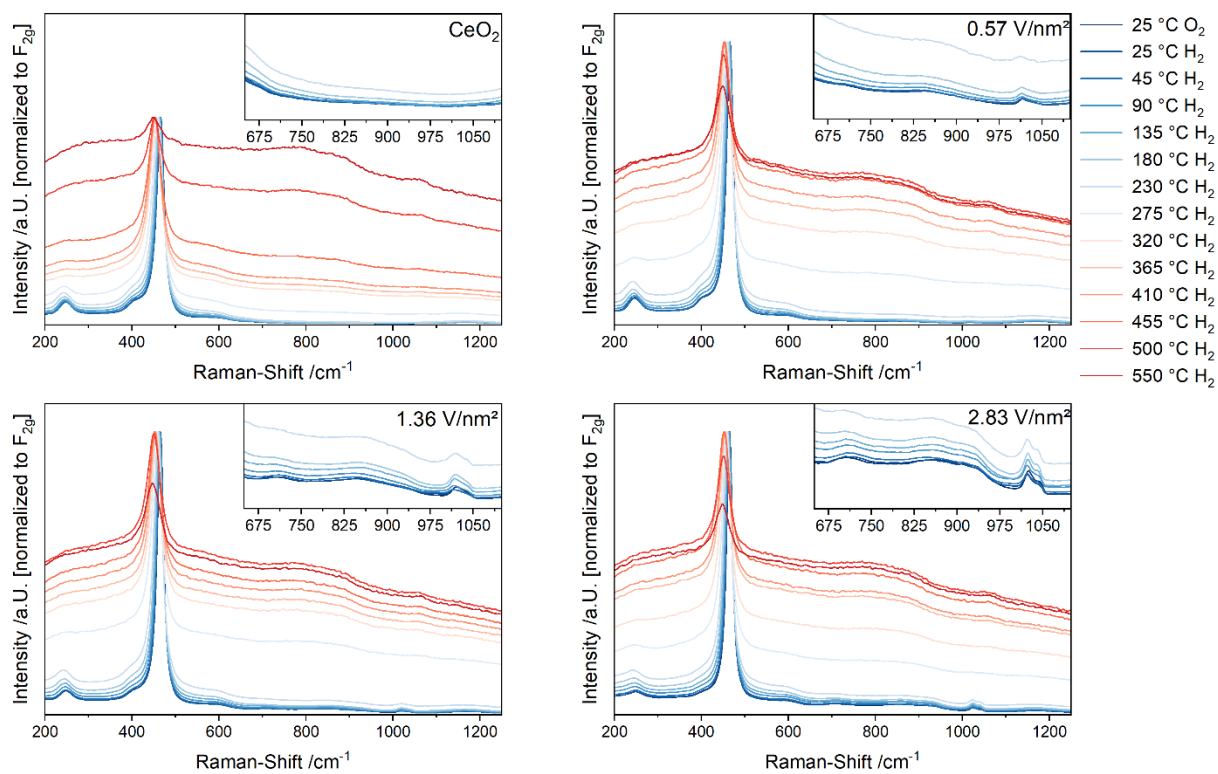 CeO₂
Intensity /a.U. [normalized to F₂g]
675 750 825 900 975 1050
200 400 600 800 1000 1200
Raman-Shift /cm⁻¹
0.57 V/nm²
Intensity /a.U. [normalized to F₂g]
675 750 825 900 975 1050
200 400 600 800 1000 1200
Raman-Shift /cm⁻¹
25 °C O₂
25 °C H₂
45 °C H₂
90 °C H₂
135 °C H₂
180 °C H₂
230 °C H₂
275 °C H₂
320 °C H₂
365 °C H₂
410 °C H₂
455 °C H₂
500 °C H₂
550 °C H₂
1.36 V/nm²
Intensity /a.U. [normalized to F₂g]
675 750 825 900 975 1050
200 400 600 800 1000 1200
Raman-Shift /cm⁻¹
2.83 V/nm²
Intensity /a.U. [normalized to F₂g]
675 750 825 900 975 1050
200 400 600 800 1000 1200
Raman-Shift /cm⁻¹